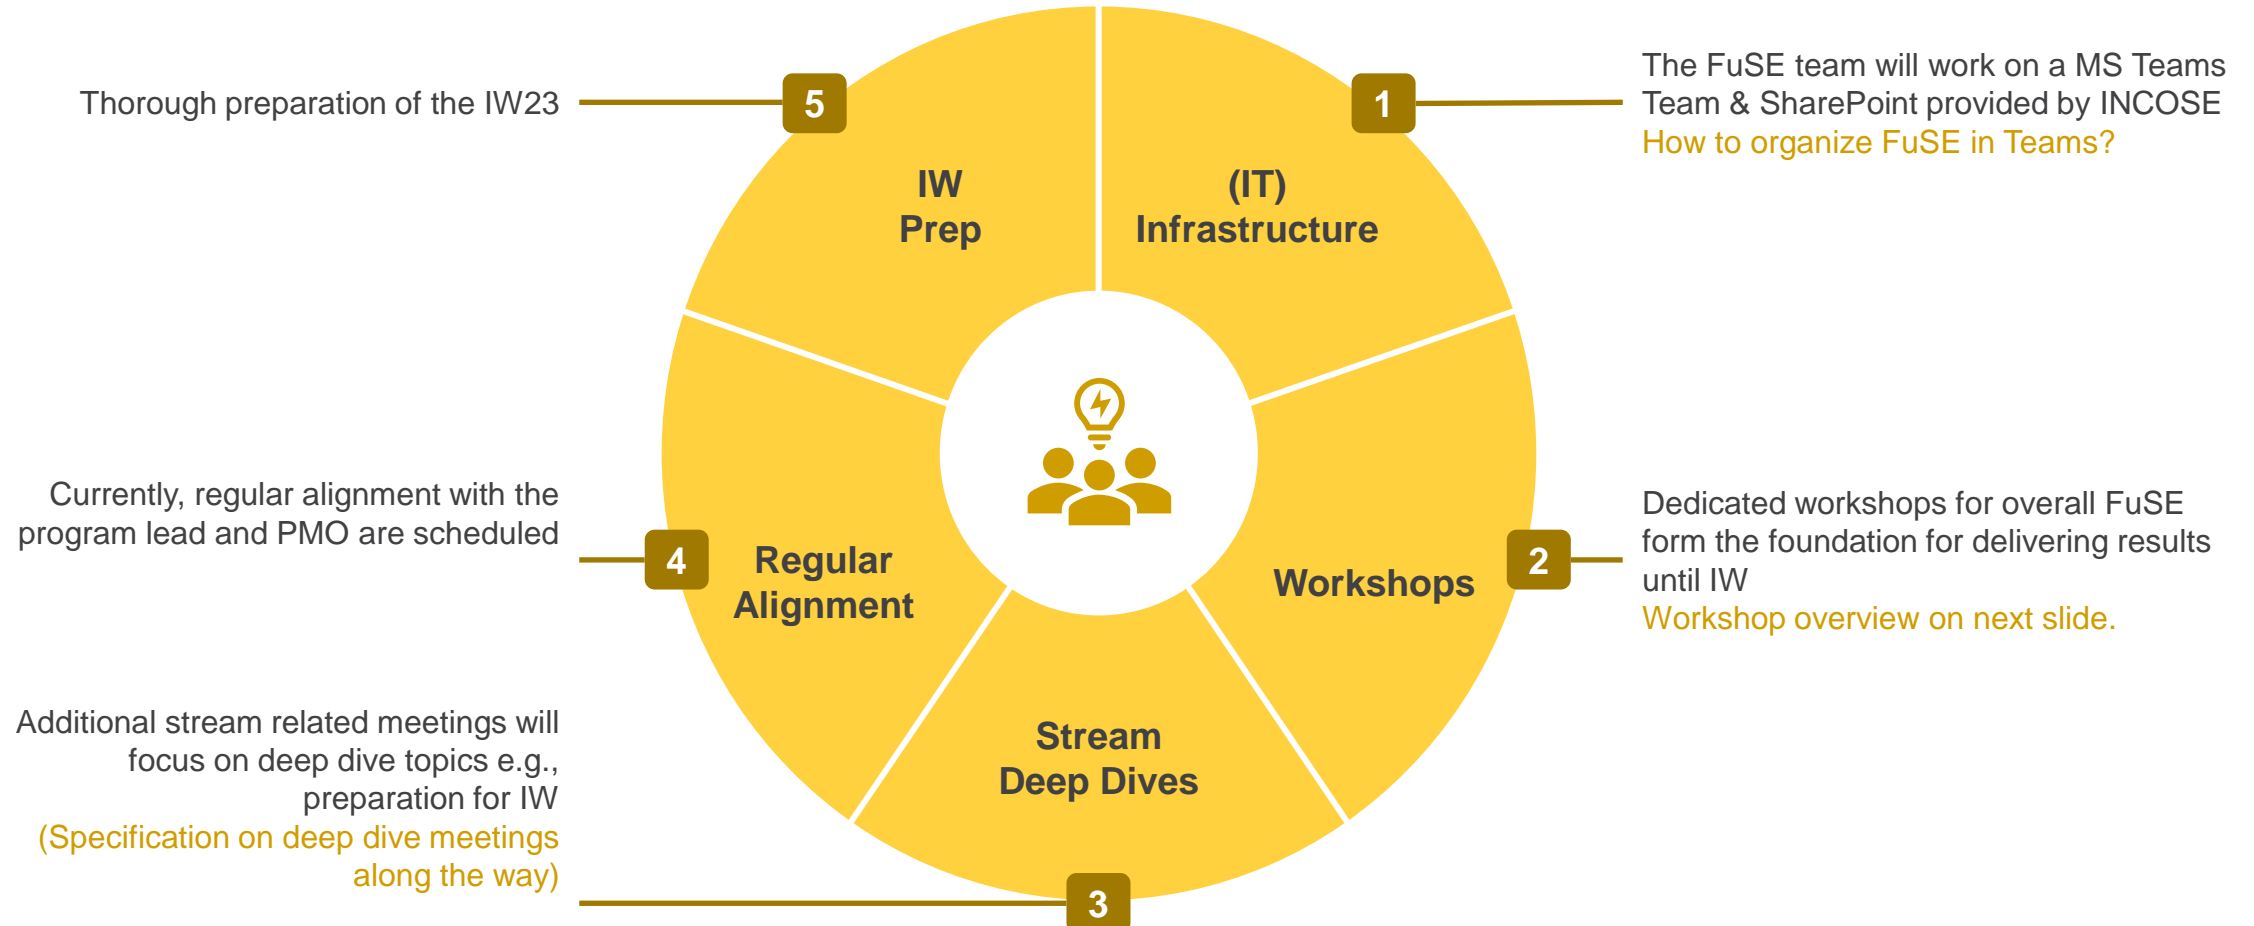 1
(IT)
Infrastructure
The FuSE team will work on a MS Teams
Team & SharePoint provided by INCOSE
How to organize FuSE in Teams?
2
Workshops
Dedicated workshops for overall FuSE
form the foundation for delivering results
until IW
Workshop overview on next slide.
3
Stream
Deep Dives
Additional stream related meetings will
focus on deep dive topics e.g.,
preparation for IW
(Specification on deep dive meetings
along the way)
4
Regular
Alignment
Currently, regular alignment with the
program lead and PMO are scheduled
5
IW
Prep
Thorough preparation of the IW23